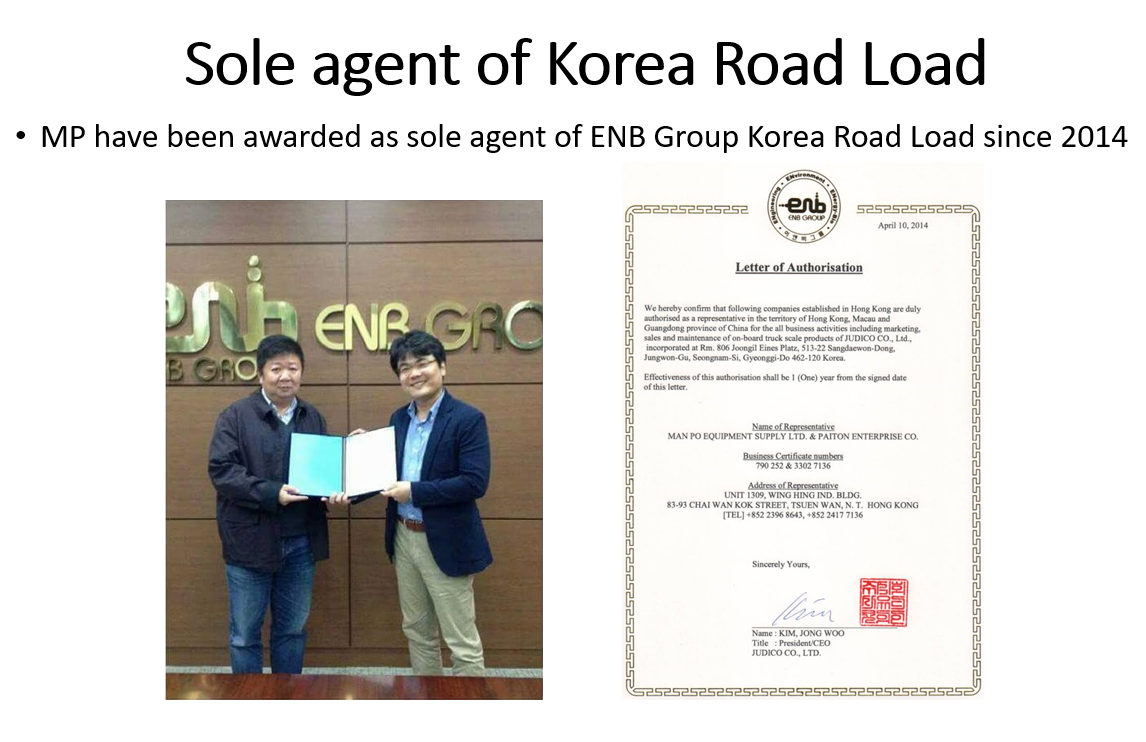 Sole agent of Korea Road Load
• MP have been awarded as sole agent of ENB Group Korea Road Load since 2014
enb ENB GRO
B GRO
ENgineering • ENvironment • ENergy-Bio
enb
ENB GROUP
이앤비그룹
April 10, 2014
Letter of Authorisation
We hereby confirm that following companies established in Hong Kong are duly
authorised as a representative in the territory of Hong Kong, Macau and
Guangdong province of China for the all business activities including marketing,
sales and maintenance of on-board truck scale products of JUDICO CO., Ltd.,
incorporated at Rm. 806 Joongil Eines Platz, 513-22 Sangdaewon-Dong,
Jungwon-Gu, Seongnam-Si, Gyeonggi-Do 462-120 Korea.
Effectiveness of this authorisation shall be 1 (One) year from the signed date
of this letter.
Name of Representative
MAN PO EQUIPMENT SUPPLY LTD. & PAITON ENTERPRISE CO.
Business Certificate numbers
790 252 & 3302 7136
Address of Representative
UNIT 1309, WING HING IND. BLDG.
83-93 CHAI WAN KOK STREET, TSUEN WAN, N. T. HONG KONG
[TEL] +852 2396 8643, +852 2417 7136
Sincerely Yours,
Name : KIM, JONG WOO
Title : President/CEO
JUDICO CO., LTD.